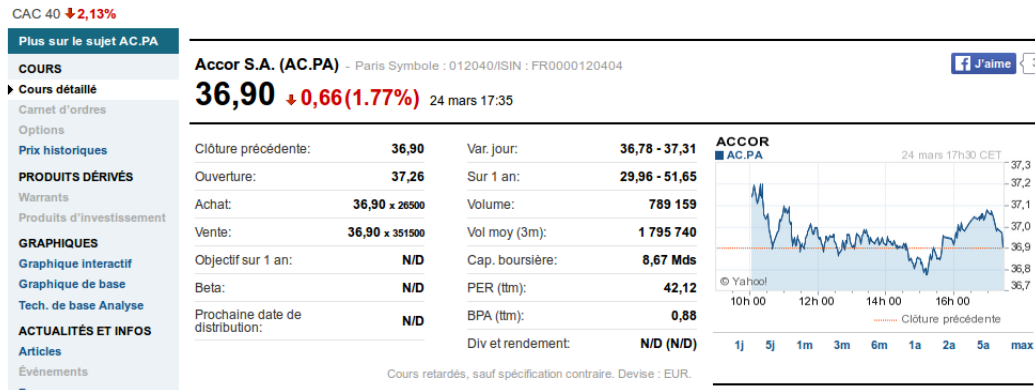 CAC 40 2,13%
Plus sur le sujet AC.PA
COURS
Cours détaillé
Carnet d'ordres
Options
Prix historiques
PRODUITS DÉRIVÉS
Warrants
Produits d'investissement
GRAPHIQUES
Graphique interactif
Graphique de base
Tech. de base Analyse
ACTUALITÉS ET INFOS
Articles
Événements
Accor S.A. (AC.PA) - Paris Symbole : 012040/ISIN : FR0000120404
J'aime
36,90 0,66(1.77%) 24 mars 17:35
Clôture précédente: 36,90
Ouverture: 37,26
Achat: 36,90 x 26500
Vente: 36,90 x 351500
Objectif sur 1 an: N/D
Beta: N/D
Prochaine date de
distribution: N/D
Var. jour: 36,78 - 37,31
Sur 1 an: 29,96 - 51,65
Volume: 789 159
Vol moy (3m): 1 795 740
Cap. boursière: 8,67 Mds
PER (ttm): 42,12
BPA (ttm): 0,88
Div et rendement: N/D (N/D)
Cours retardés, sauf spécification contraire. Devise : EUR.
ACCOR
AC.PA 24 mars 17h30 CET
37,3
37,2
37,1
37,0
36,9
36,8
36,7
© Yahoo!
10h 00 12h 00 14h 00 16h 00
Clôture précédente
1j 5j 1m 3m 6m 1a 2a 5a max